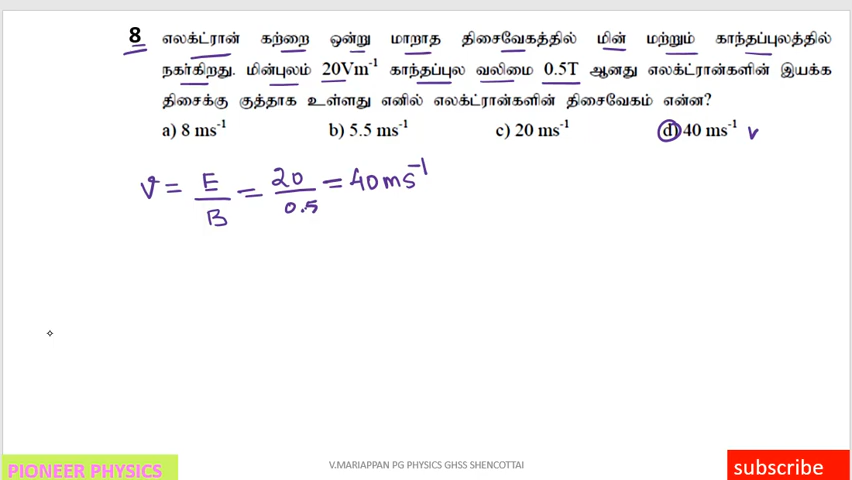 8 எலக்ட்ரான் கற்றை ஒன்று மாறாத திசைவேகத்தில் மின் மற்றும் காந்தப்புலத்தில்
நகர்கிறது. மின்புலம் 20Vm⁻¹ காந்தப்புல வலிமை 0.5T ஆனது எலக்ட்ரான்களின் இயக்க
திசைக்கு குத்தாக உள்ளது எனில் எலக்ட்ரான்களின் திசைவேகம் என்ன?
a) 8 ms⁻¹ b) 5.5 ms⁻¹ c) 20 ms⁻¹ d) 40 ms⁻¹
V = E/B = 20/0.5 = 40 ms⁻¹
PIONEER PHYSICS V.MARIAPPAN PG PHYSICS GHSS SHENCOTTAI subscribe